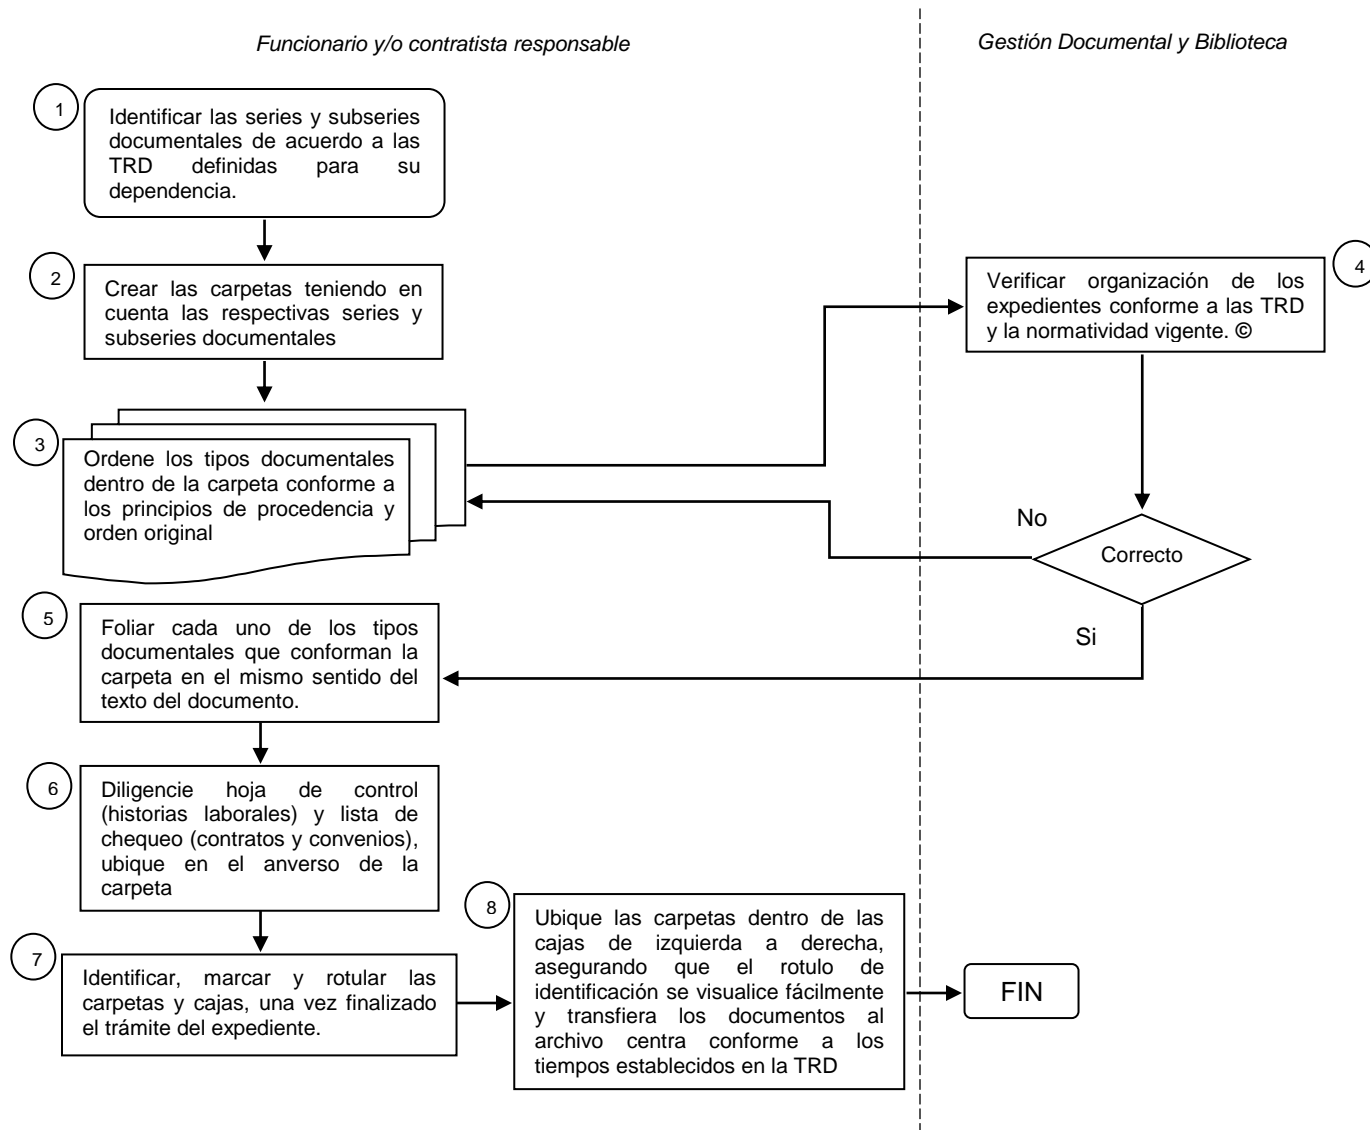 Funcionario y/o contratista responsable
Gestión Documental y Biblioteca
1
Identificar las series y subseries
documentales de acuerdo a las
TRD definidas para su
dependencia.
2
Crear las carpetas teniendo en
cuenta las respectivas series y
subseries documentales
4
Verificar organización de los
expedientes conforme a las TRD
y la normatividad vigente. ©
3
Ordene los tipos documentales
dentro de la carpeta conforme a
los principios de procedencia y
orden original
No
Correcto
Si
5
Foliar cada uno de los tipos
documentales que conforman la
carpeta en el mismo sentido del
texto del documento.
6
Diligencie hoja de control
(historias laborales) y lista de
chequeo (contratos y convenios),
ubique en el anverso de la
carpeta
7
Identificar, marcar y rotular las
carpetas y cajas, una vez finalizado
el trámite del expediente.
8
Ubique las carpetas dentro de las
cajas de izquierda a derecha,
asegurando que el rotulo de
identificación se visualice fácilmente
y transfiera los documentos al
archivo centra conforme a los
tiempos establecidos en la TRD
FIN